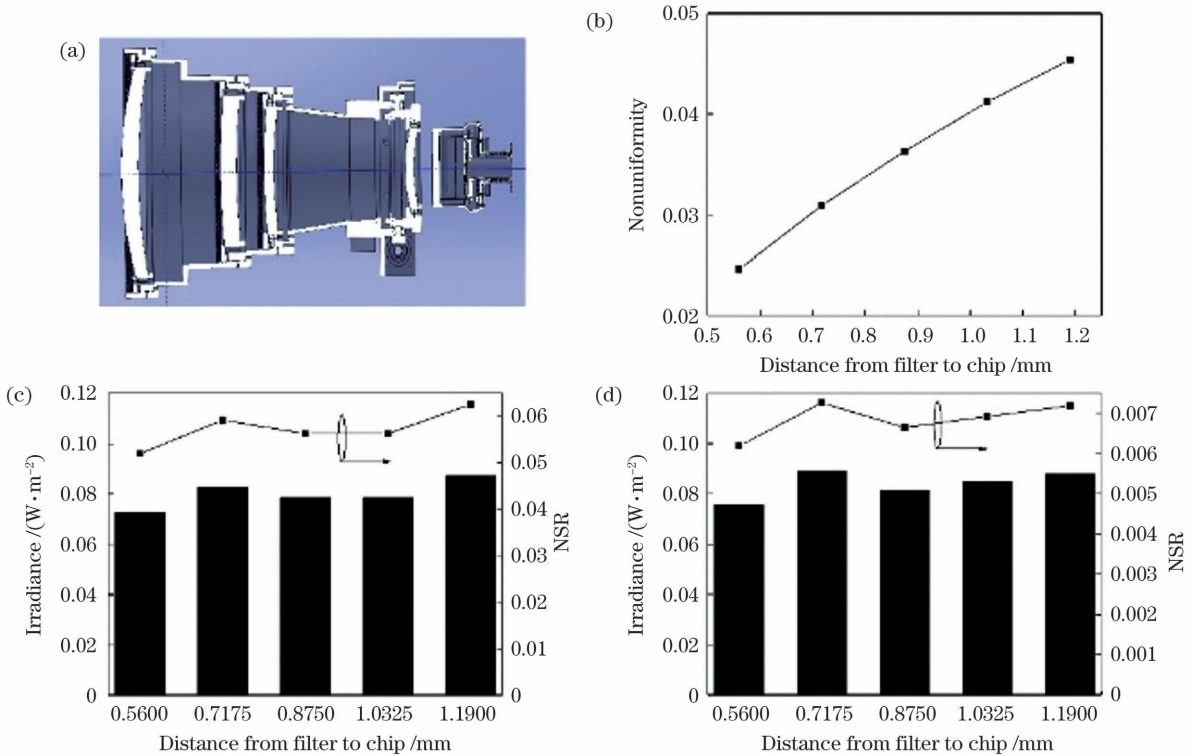 (a)
(b)
0.05
0.04
0.03
0.02
Nonuniformity
0.5 0.6 0.7 0.8 0.9 1.0 1.1 1.2
Distance from filter to chip /mm
(c)
0.12
0.10
0.08
0.06
0.04
0.02
0
Irradiance /(W·m⁻²)
0.06
0.05
0.04
0.03
0.02
0.01
0
NSR
0.5600 0.7175 0.8750 1.0325 1.1900
Distance from filter to chip /mm
(d)
0.12
0.10
0.08
0.06
0.04
0.02
0
Irradiance /(W·m⁻²)
0.007
0.006
0.005
0.004
0.003
0.002
0.001
0
NSR
0.5600 0.7175 0.8750 1.0325 1.1900
Distance from filter to chip /mm